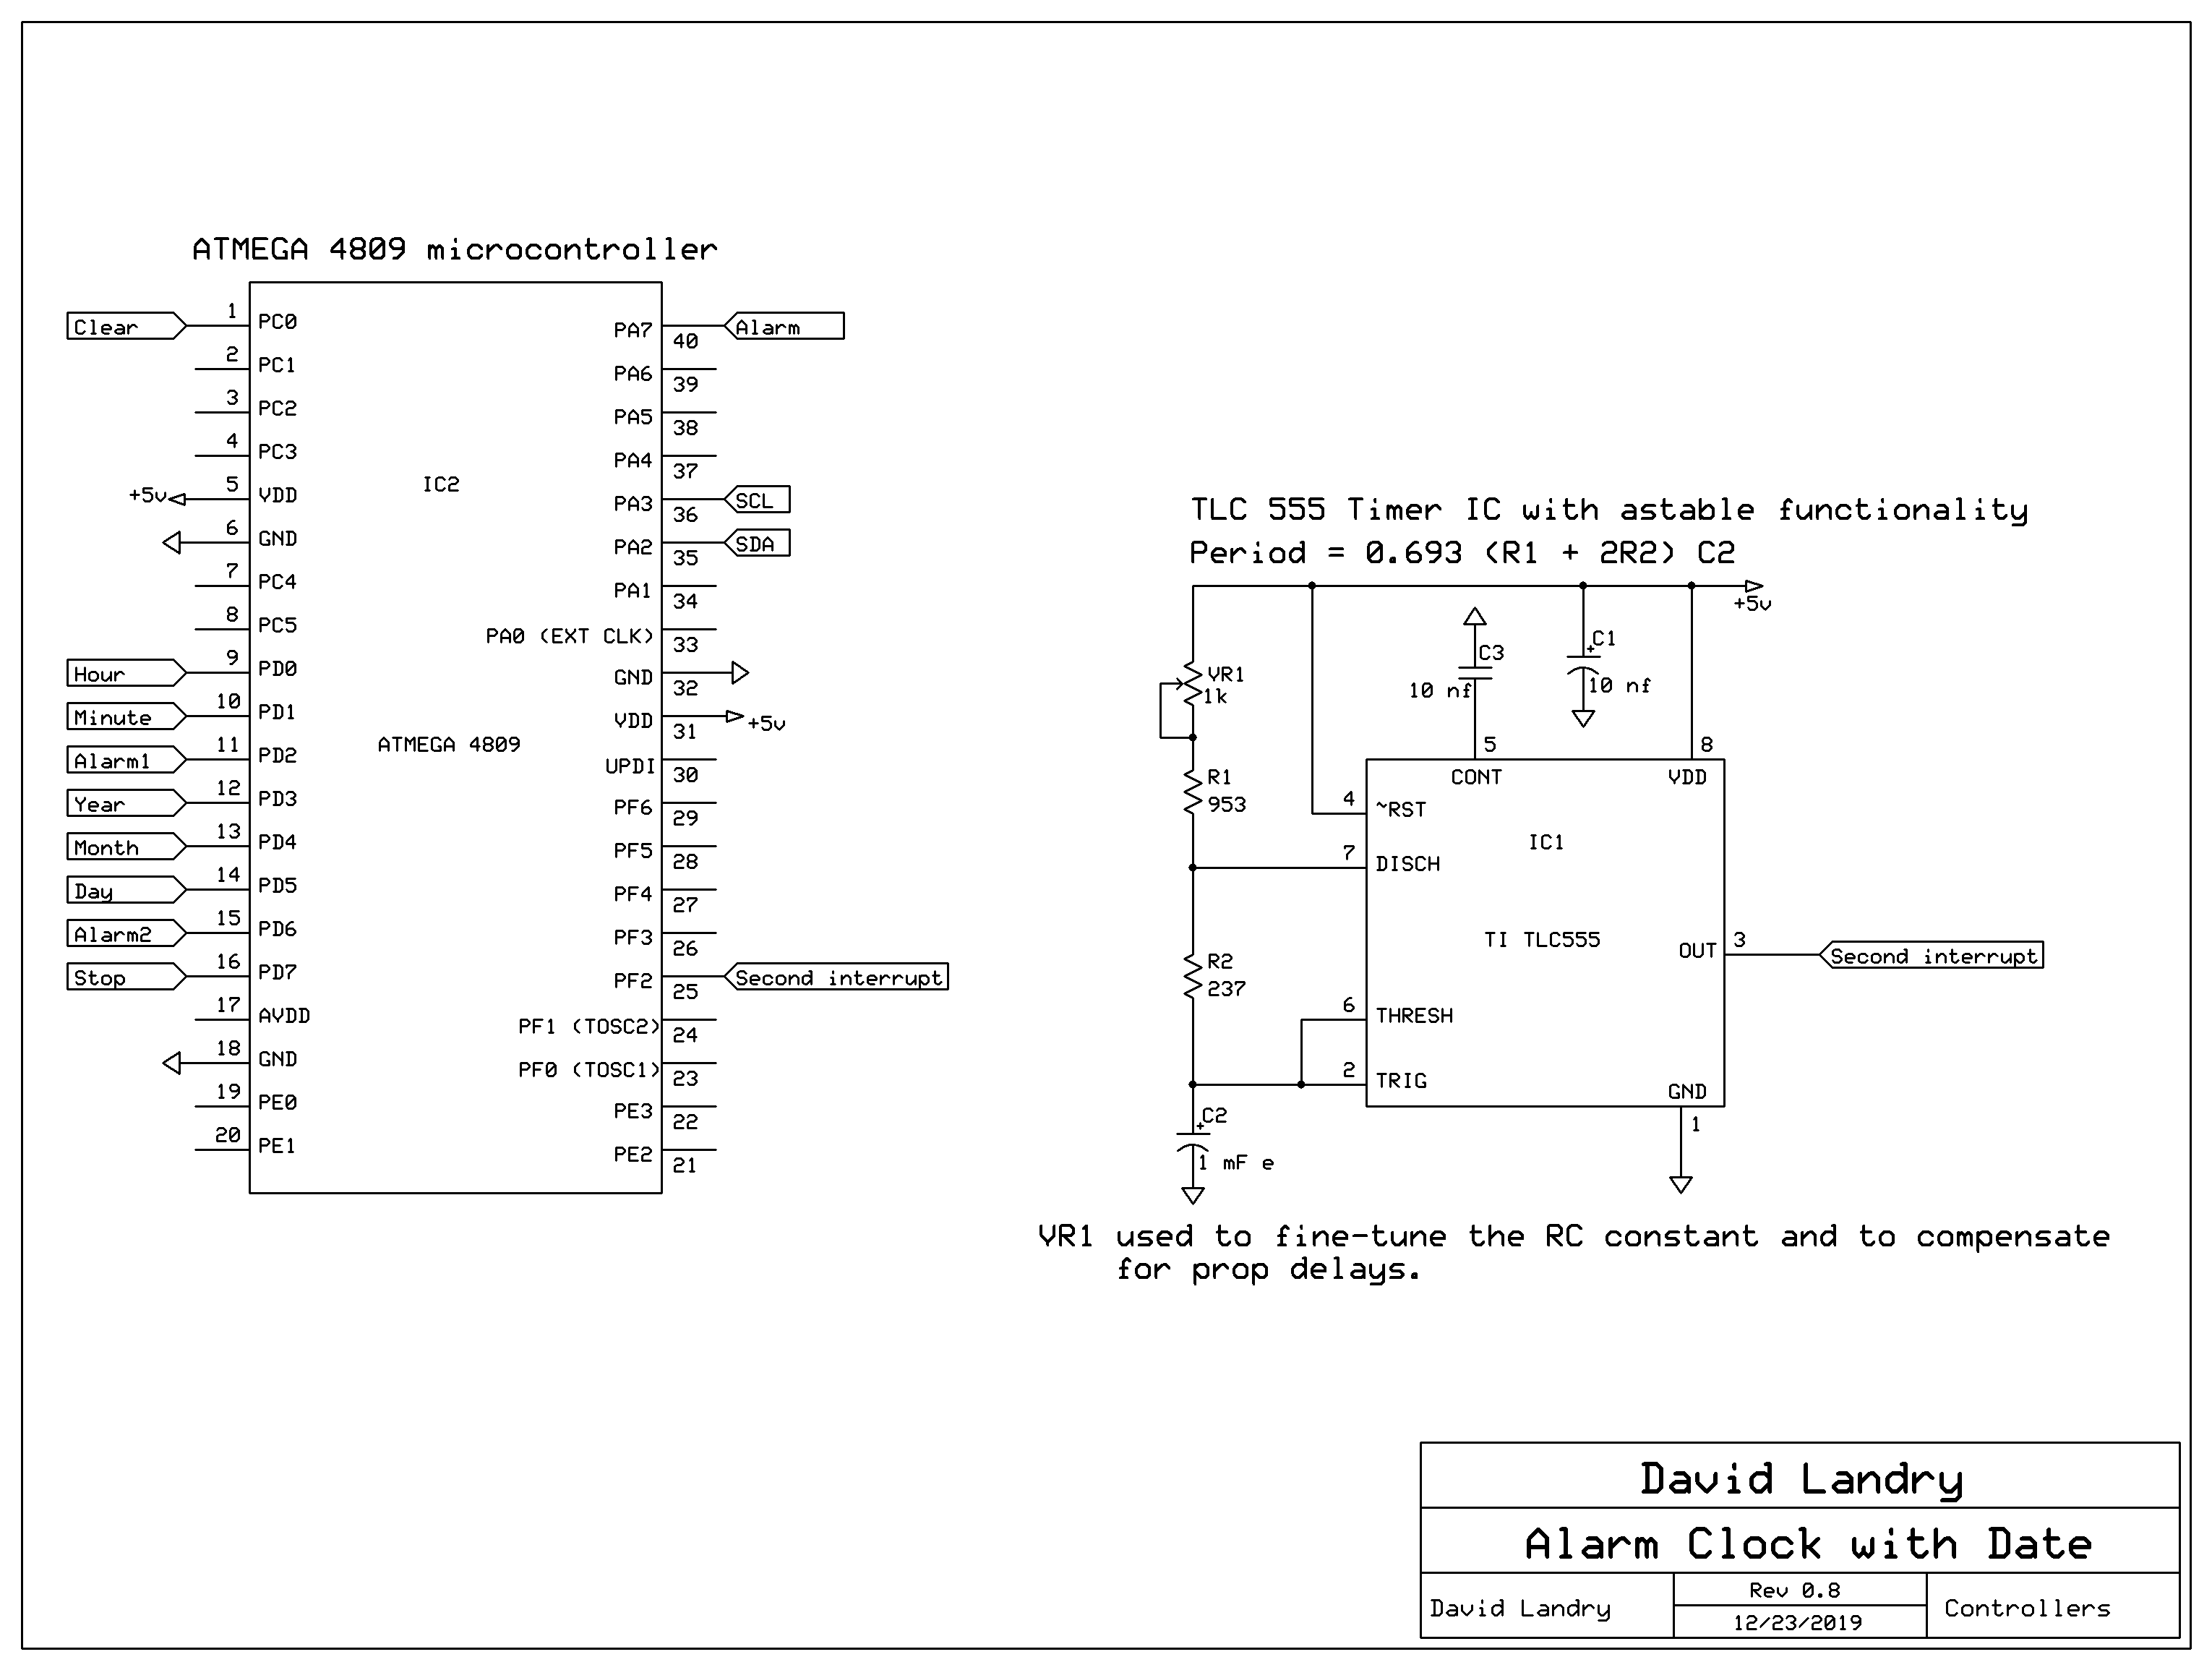 ATMEGA 4809 microcontroller
Clear
1
PC0
2
PC1
3
PC2
4
PC3
+5v
5
VDD
6
GND
7
PC4
8
PC5
Hour
9
PD0
Minute
10
PD1
Alarm1
11
PD2
Year
12
PD3
Month
13
PD4
Day
14
PD5
Alarm2
15
PD6
Stop
16
PD7
17
AVDD
18
GND
19
PE0
20
PE1
IC2
ATMEGA 4809
PA7
40
Alarm
PA6
39
PA5
38
PA4
37
PA3
36
SCL
PA2
35
SDA
PA1
34
PA0 (EXT CLK)
33
GND
32
VDD
31
+5v
UPDI
30
PF6
29
PF5
28
PF4
27
PF3
26
PF2
25
Second interrupt
PF1 (TOSC2)
24
PF0 (TOSC1)
23
PE3
22
PE2
21
TLC 555 Timer IC with astable functionality
Period = 0.693 (R1 + 2R2) C2
+5v
VR1
1k
C3
10 nf
+
C1
10 nf
R1
953
5
CONT
8
VDD
4
~RST
IC1
7
DISCH
TI TLC555
OUT
3
Second interrupt
R2
237
6
THRESH
2
TRIG
GND
1
+
C2
1 mF e
VR1 used to fine-tune the RC constant and to compensate
for prop delays.
David Landry
Alarm Clock with Date
David Landry
Rev 0.8
12/23/2019
Controllers